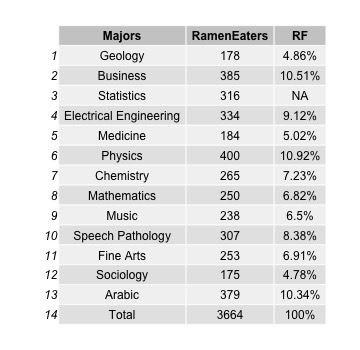 Majors RamenEaters RF
1 Geology 178 4.86%
2 Business 385 10.51%
3 Statistics 316 NA
4 Electrical Engineering 334 9.12%
5 Medicine 184 5.02%
6 Physics 400 10.92%
7 Chemistry 265 7.23%
8 Mathematics 250 6.82%
9 Music 238 6.5%
10 Speech Pathology 307 8.38%
11 Fine Arts 253 6.91%
12 Sociology 175 4.78%
13 Arabic 379 10.34%
14 Total 3664 100%